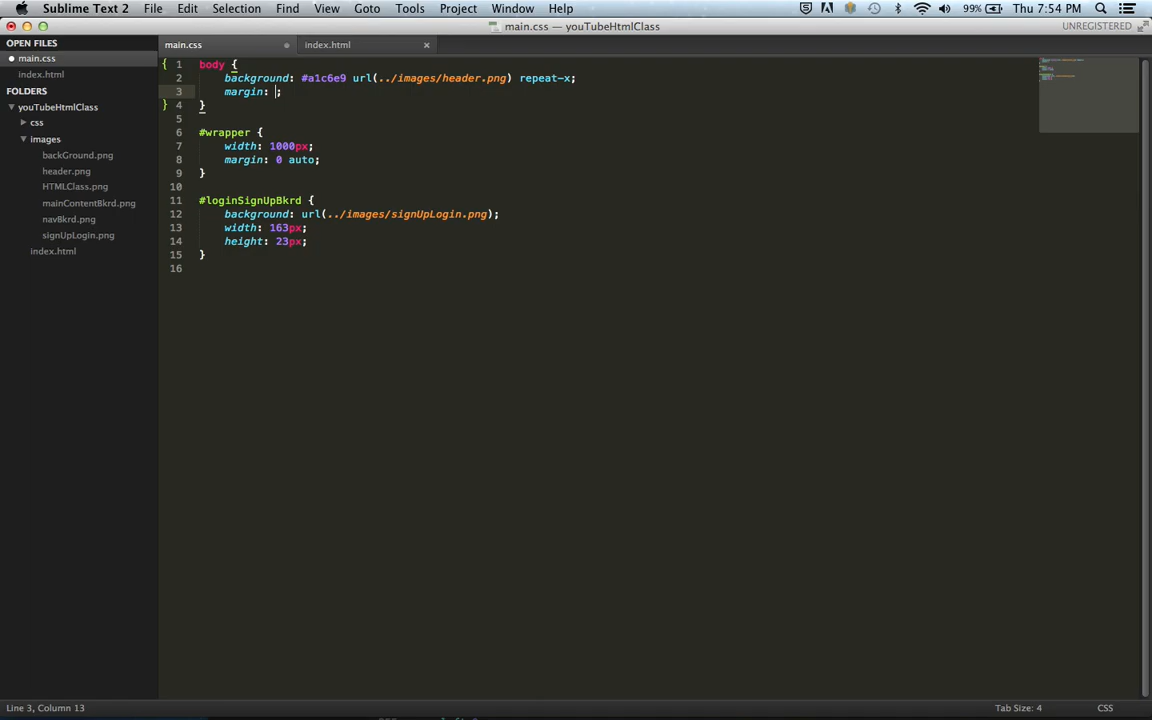 Sublime Text 2 File Edit Selection Find View Goto Tools Project Window Help 99% Thu 7:54 PM
main.css — youTubeHtmlClass UNREGISTERED
OPEN FILES
main.css
index.html
FOLDERS
youTubeHtmlClass
css
images
backGround.png
header.png
HTMLClass.png
mainContentBkrd.png
navBkrd.png
signUpLogin.png
index.html
main.css index.html
1 body {
2 background: #a1c6e9 url(../images/header.png) repeat-x;
3 margin: ;
4 }
5
6 #wrapper {
7 width: 1000px;
8 margin: 0 auto;
9 }
10
11 #loginSignUpBkrd {
12 background: url(../images/signUpLogin.png);
13 width: 163px;
14 height: 23px;
15 }
16
Line 3, Column 13 Tab Size: 4 CSS